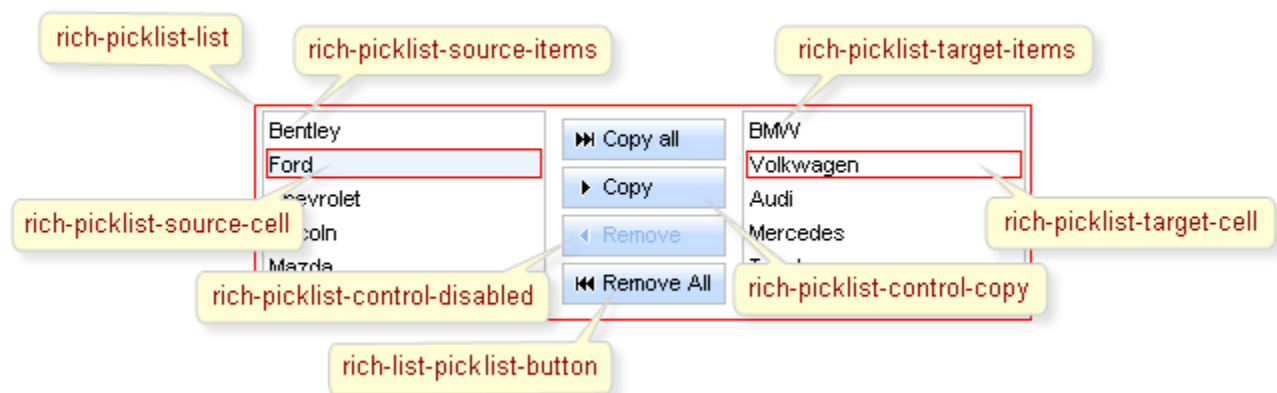 rich-picklist-list
rich-picklist-source-items
rich-picklist-target-items
Bentley
Copy all
BMW
Ford
Volkwagen
Copy
Audi
rich-picklist-source-cell
rich-picklist-target-cell
Remove
Mercedes
Mazda
rich-picklist-control-disabled
Remove All
rich-picklist-control-copy
rich-list-picklist-button